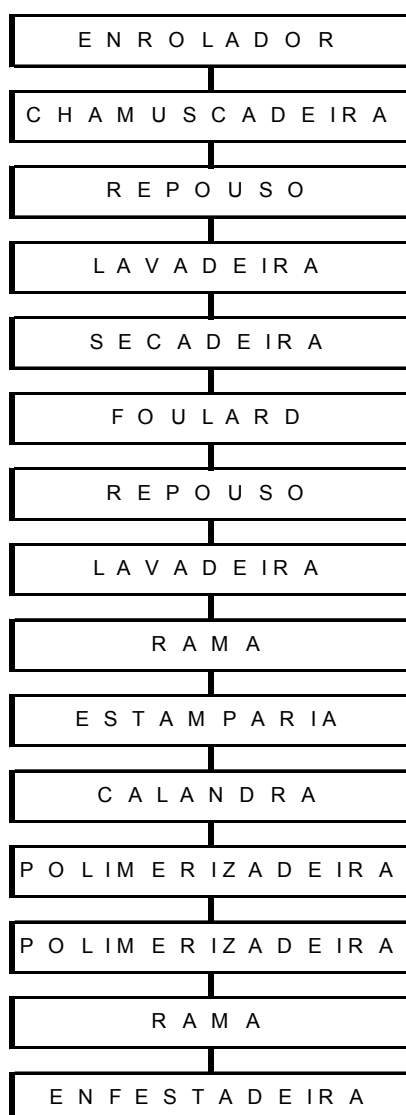 ENROLADOR
CHAMUSCADEIRA
REPOUSO
LAVADEIRA
SECADEIRA
FOULARD
REPOUSO
LAVADEIRA
RAMA
ESTAMPARIA
CALANDRA
POLIMERIZADEIRA
POLIMERIZADEIRA
RAMA
ENFESTADEIRA